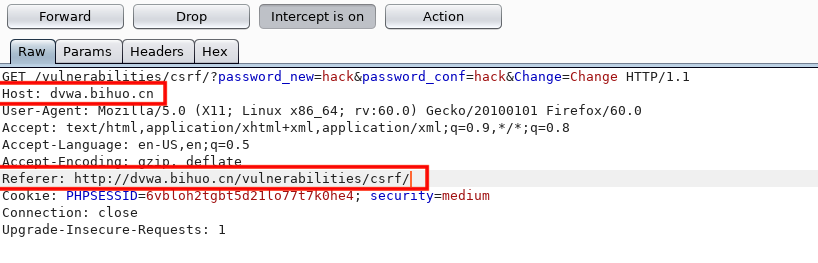 Forward Drop Intercept is on Action
Raw Params Headers Hex
GET /vulnerabilities/csrf/?password_new=hack&password_conf=hack&Change=Change HTTP/1.1
Host: dvwa.bihuo.cn
User-Agent: Mozilla/5.0 (X11; Linux x86_64; rv:60.0) Gecko/20100101 Firefox/60.0
Accept: text/html,application/xhtml+xml,application/xml;q=0.9,*/*;q=0.8
Accept-Language: en-US,en;q=0.5
Accept-Encoding: gzip, deflate
Referer: http://dvwa.bihuo.cn/vulnerabilities/csrf/
Cookie: PHPSESSID=6vbloh2tgbt5d21lo77t7k0he4; security=medium
Connection: close
Upgrade-Insecure-Requests: 1